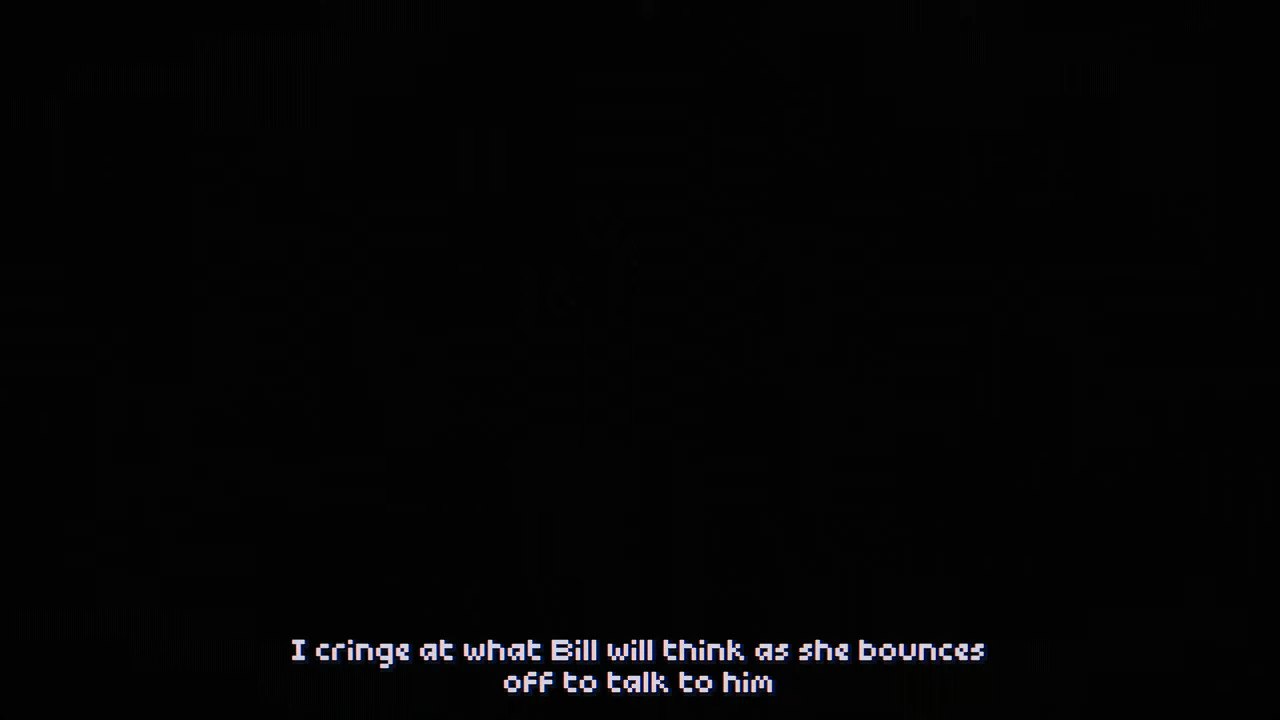 I cringe at what Bill will think as she bounces
off to talk to him